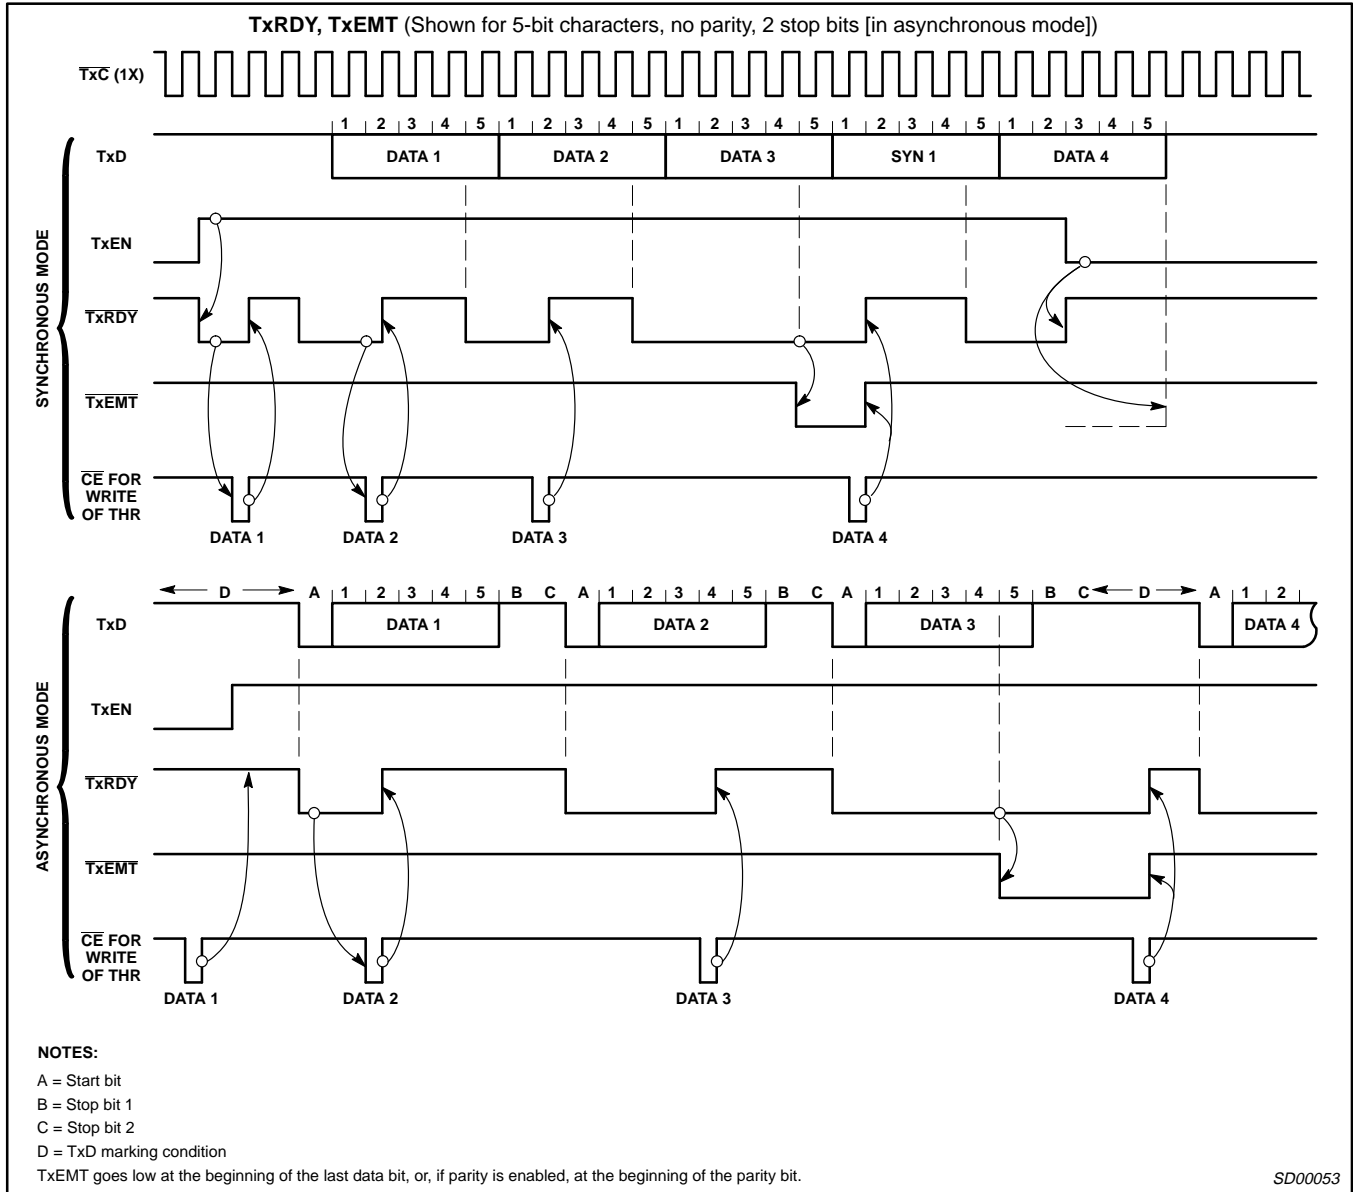 TxRDY, TxEMT (Shown for 5-bit characters, no parity, 2 stop bits [in asynchronous mode])
TxC (1X)
SYNCHRONOUS MODE
1 2 3 4 5 1 2 3 4 5 1 2 3 4 5 1 2 3 4 5 1 2 3 4 5
TxD DATA 1 DATA 2 DATA 3 SYN 1 DATA 4
TxEN
TxRDY
TxEMT
CE FOR
WRITE
OF THR
DATA 1 DATA 2 DATA 3 DATA 4
ASYNCHRONOUS MODE
D A 1 2 3 4 5 B C A 1 2 3 4 5 B C A 1 2 3 4 5 B C D A 1 2
TxD DATA 1 DATA 2 DATA 3 DATA 4
TxEN
TxRDY
TxEMT
CE FOR
WRITE
OF THR
DATA 1 DATA 2 DATA 3 DATA 4
NOTES:
A = Start bit
B = Stop bit 1
C = Stop bit 2
D = TxD marking condition
TxEMT goes low at the beginning of the last data bit, or, if parity is enabled, at the beginning of the parity bit.
SD00053